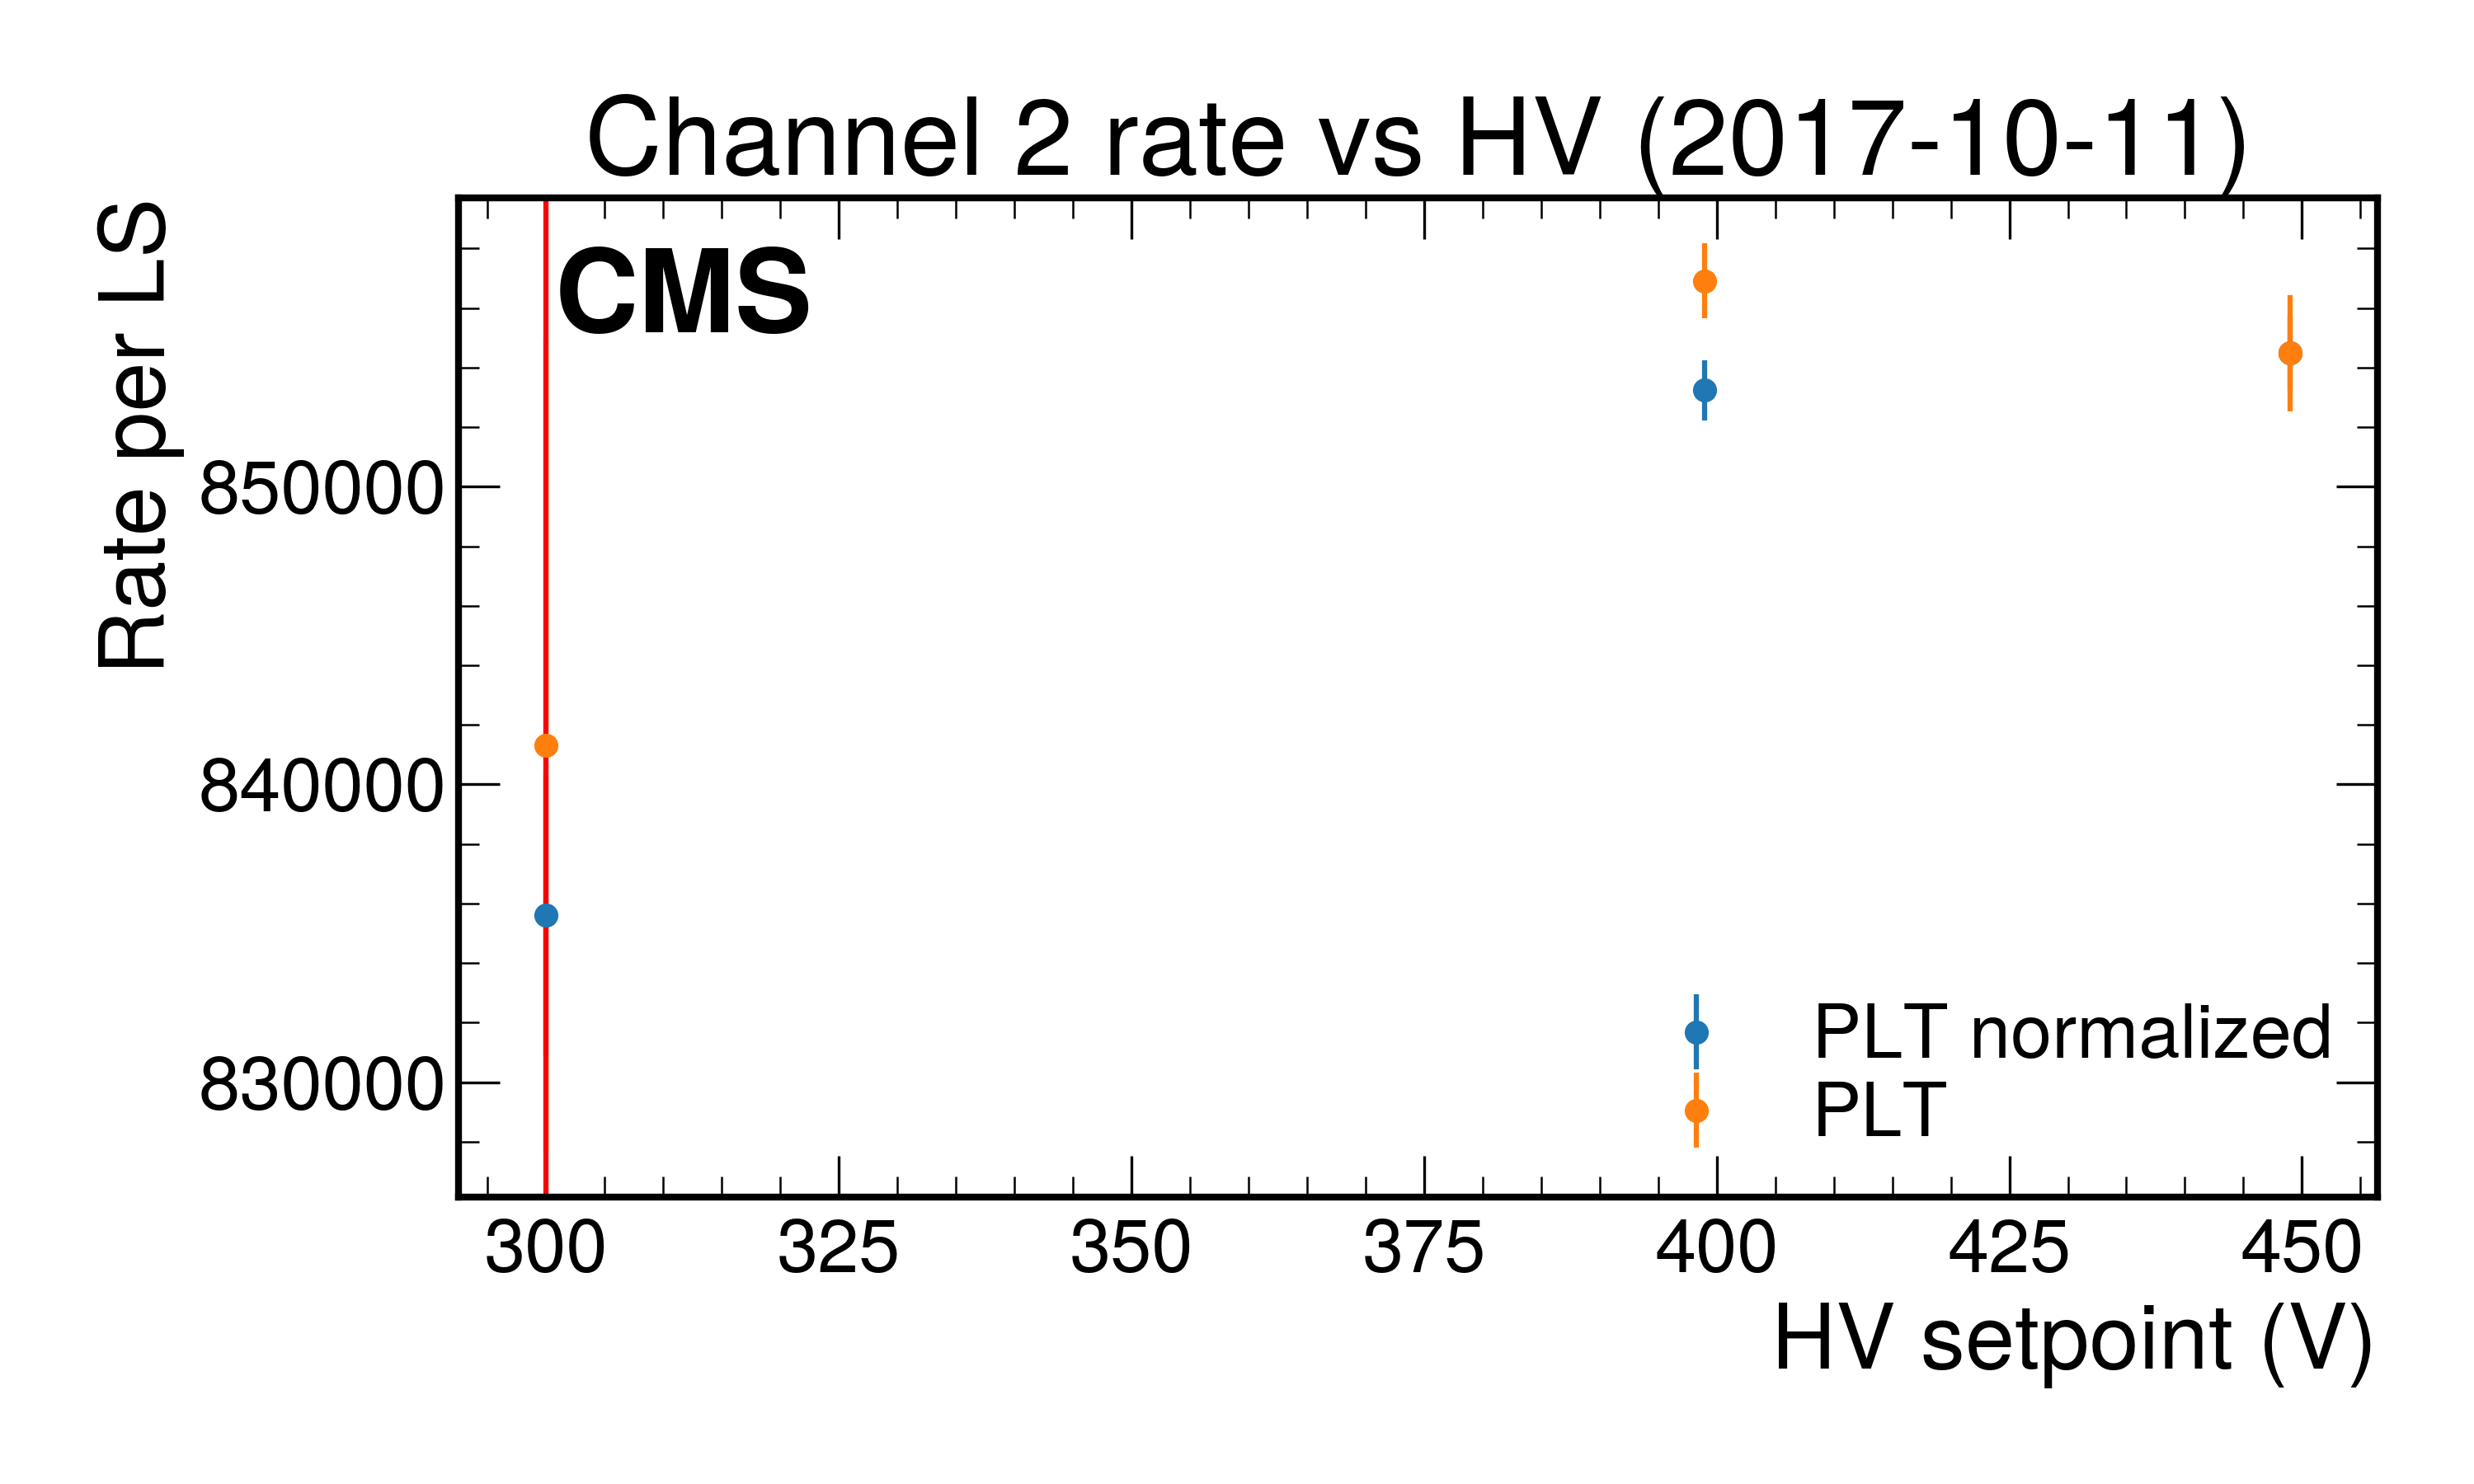 Channel 2 rate vs HV (2017-10-11)
CMS
Rate per LS
850000
840000
830000
PLT normalized
PLT
300 325 350 375 400 425 450
HV setpoint (V)